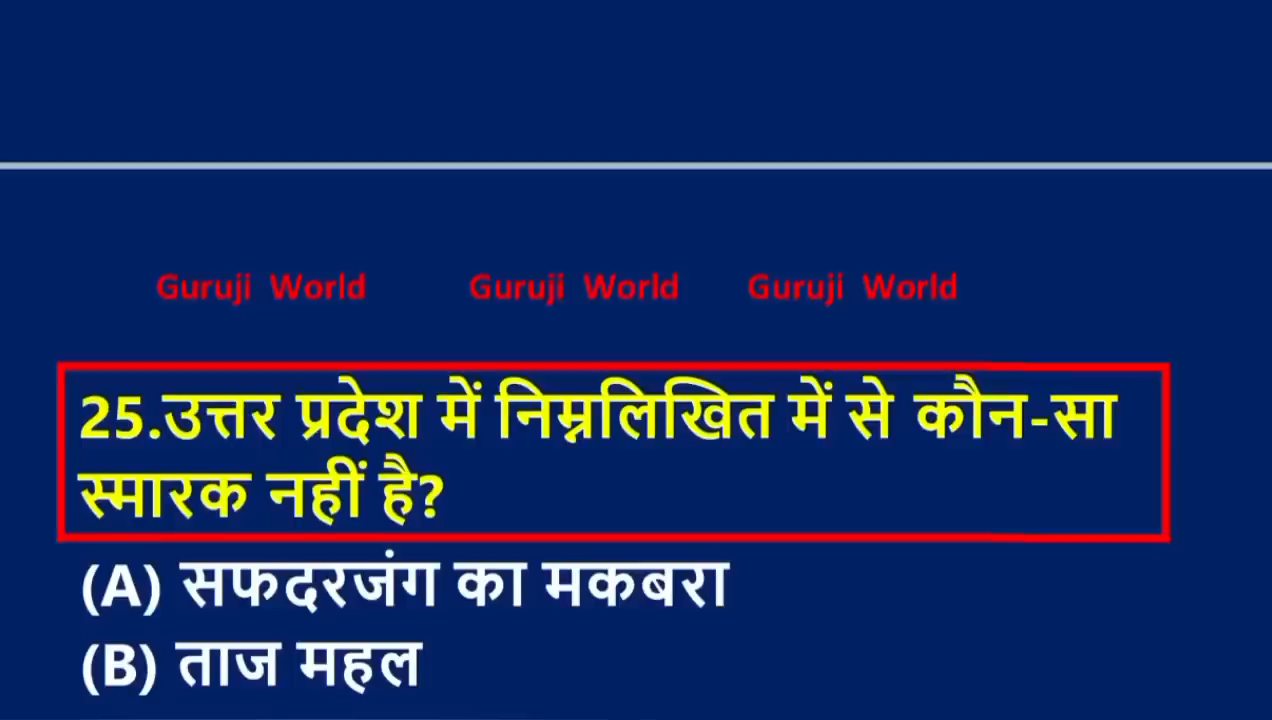 Guruji World Guruji World Guruji World
25.उत्तर प्रदेश में निम्नलिखित में से कौन-सा
स्मारक नहीं है?
(A) सफदरजंग का मकबरा
(B) ताज महल